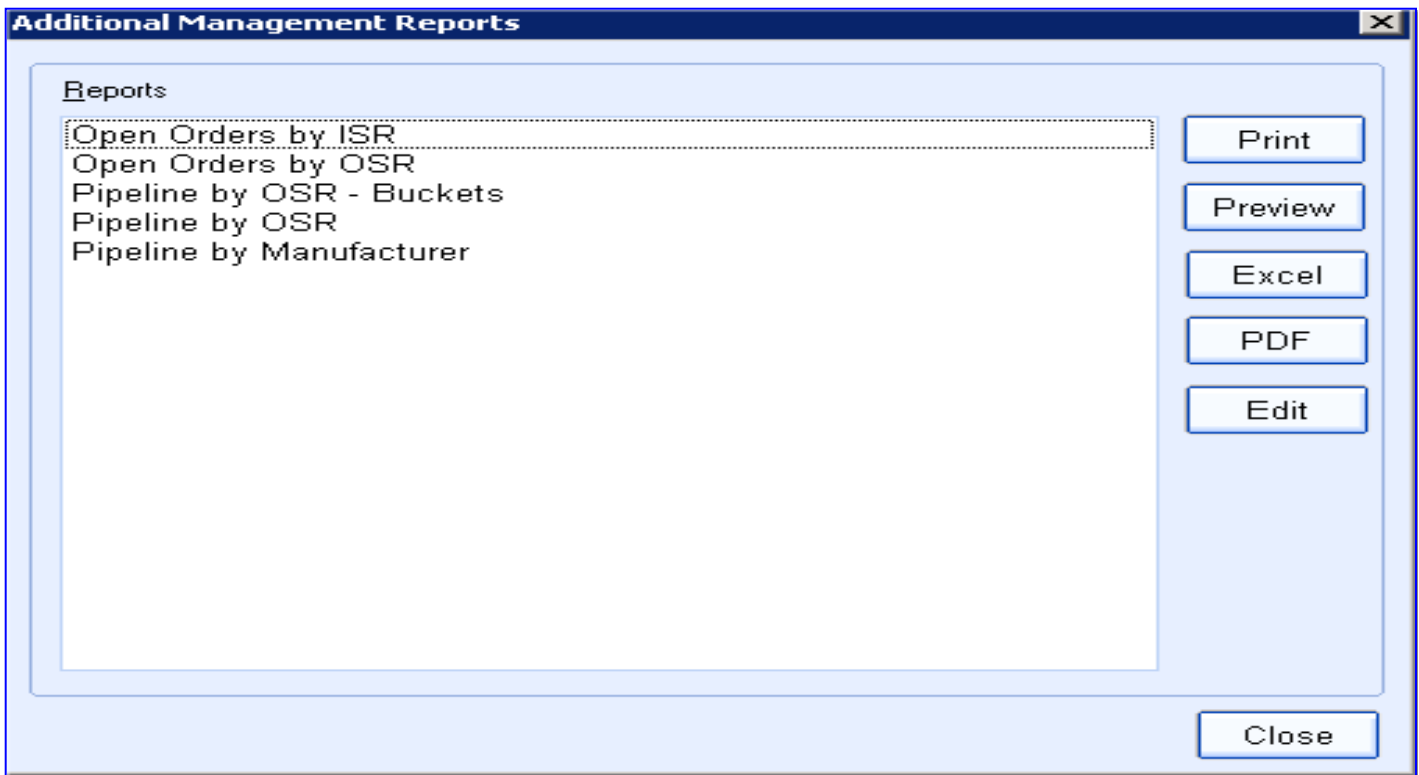 Additional Management Reports
Reports
Open Orders by ISR
Open Orders by OSR
Pipeline by OSR - Buckets
Pipeline by OSR
Pipeline by Manufacturer
Print
Preview
Excel
PDF
Edit
Close